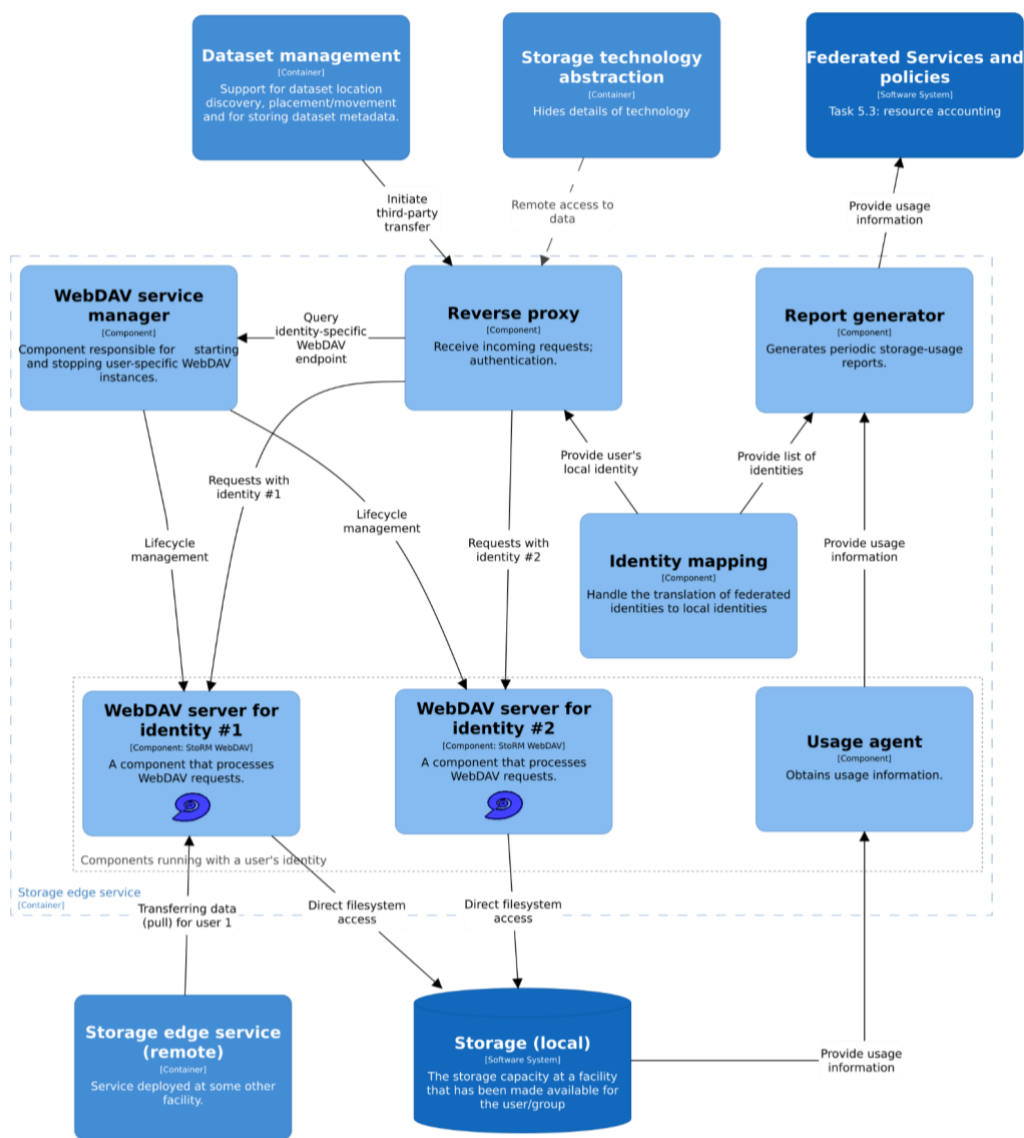 Dataset management
[Container]
Support for dataset location
discovery, placement/movement
and for storing dataset metadata.
Storage technology
abstraction
[Container]
Hides details of technology
Federated Services and
policies
[Software System]
Task 5.3: resource accounting
Initiate
third-party
transfer
Remote access to
data
Provide usage
information
WebDAV service
manager
[Component]
Component responsible for starting
and stopping user-specific WebDAV
instances.
Query
identity-specific
WebDAV
endpoint
Reverse proxy
[Component]
Receive incoming requests;
authentication.
Report generator
[Component]
Generates periodic storage-usage
reports.
Requests with
identity #1
Lifecycle
management
Provide user's
local identity
Provide list of
identities
Lifecycle
management
Requests with
identity #2
Provide usage
information
Identity mapping
[Component]
Handle the translation of federated
identities to local identities
WebDAV server for
identity #1
[Component: StoRM WebDAV]
A component that processes
WebDAV requests.
WebDAV server for
identity #2
[Component: StoRM WebDAV]
A component that processes
WebDAV requests.
Usage agent
[Component]
Obtains usage information.
Components running with a user's identity
Storage edge service
[Container]
Transferring data
(pull) for user 1
Direct filesystem
access
Direct filesystem
access
Storage edge service
(remote)
[Container]
Service deployed at some other
facility.
Storage (local)
[Software System]
The storage capacity at a facility
that has been made available for
the user/group
Provide usage
information